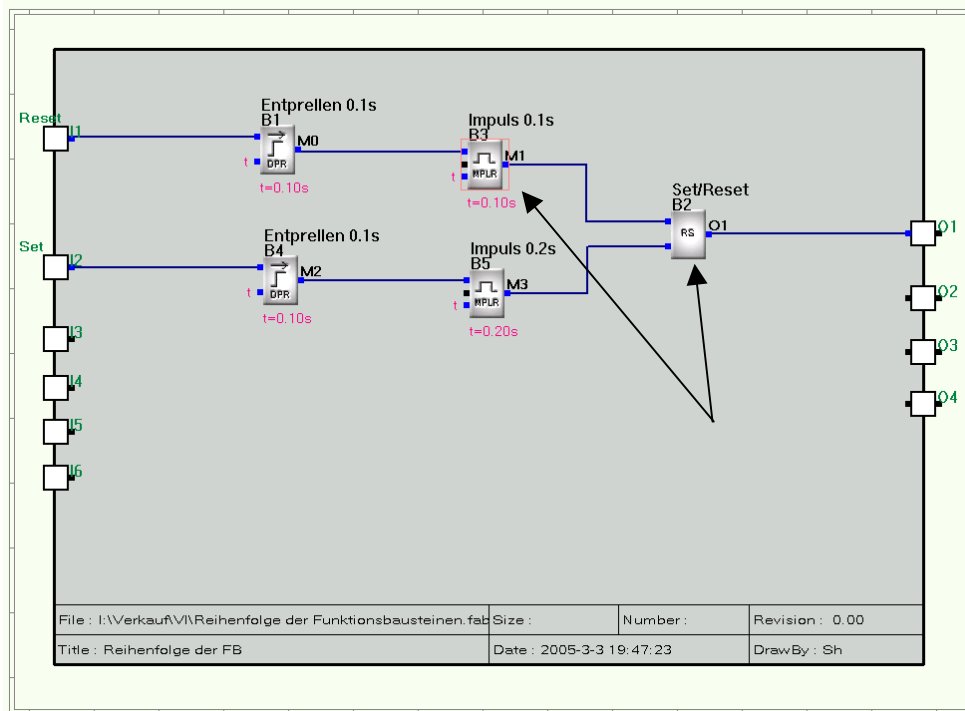 Reset
I1
Entprellen 0.1s
B1
M0
t
DPR
t=0.10s
Impuls 0.1s
B3
M1
t
MPLR
t=0.10s
Set/Reset
B2
RS
O1
O1
Set
I2
Entprellen 0.1s
B4
M2
t
DPR
t=0.10s
Impuls 0.2s
B5
M3
t
MPLR
t=0.20s
O2
I3
O3
I4
O4
I5
I6
File : I:\Verkauf\VI\Reihenfolge der Funktionsbausteinen.fab
Size :
Number :
Revision : 0.00
Title : Reihenfolge der FB
Date : 2005-3-3 19:47:23
DrawBy : Sh